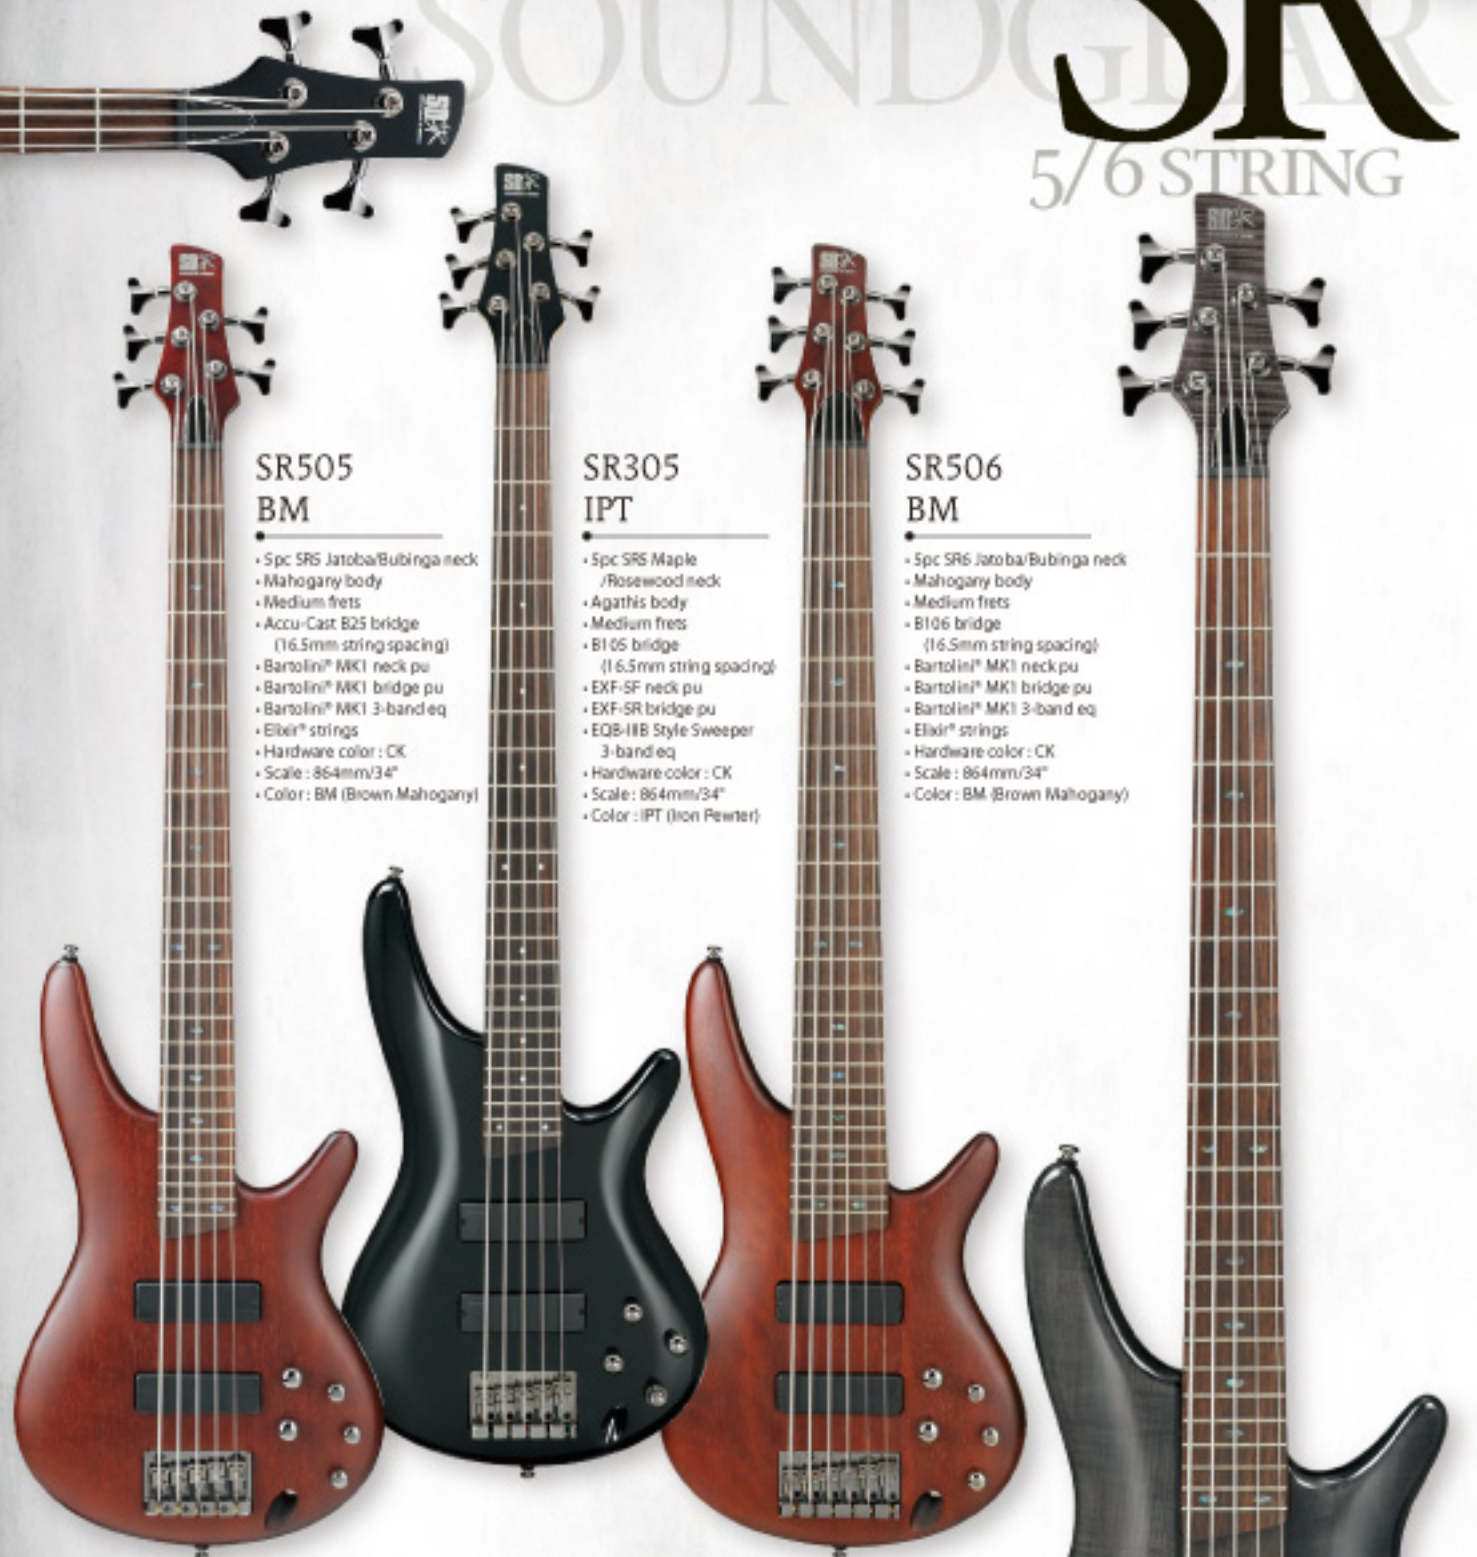 SOUNDGEAR
SR
5/6 STRING
SR505
BM
• 5pc SR5 Jatoba/Bubinga neck
• Mahogany body
• Medium frets
• Accu-Cast B25 bridge
(16.5mm string spacing)
• Bartolini® MK1 neck pu
• Bartolini® MK1 bridge pu
• Bartolini® MK1 3-band eq
• Elixir® strings
• Hardware color : CK
• Scale : 864mm/34"
• Color : BM (Brown Mahogany)
SR305
IPT
• 5pc SR5 Maple
/Rosewood neck
• Agathis body
• Medium frets
• B105 bridge
(16.5mm string spacing)
• EXF-5F neck pu
• EXF-5R bridge pu
• EQB-IIIB Style Sweeper
3-band eq
• Hardware color : CK
• Scale : 864mm/34"
• Color : IPT (Iron Pewter)
SR506
BM
• 5pc SR6 Jatoba/Bubinga neck
• Mahogany body
• Medium frets
• B106 bridge
(16.5mm string spacing)
• Bartolini® MK1 neck pu
• Bartolini® MK1 bridge pu
• Bartolini® MK1 3-band eq
• Elixir® strings
• Hardware color : CK
• Scale : 864mm/34"
• Color : BM (Brown Mahogany)